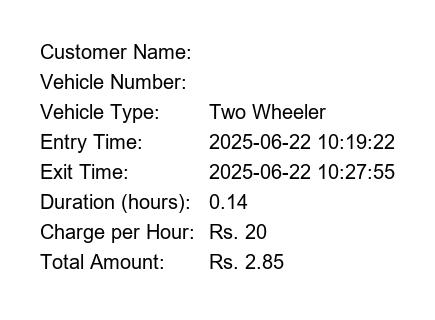 Customer Name:
Vehicle Number:
Vehicle Type: Two Wheeler
Entry Time: 2025-06-22 10:19:22
Exit Time: 2025-06-22 10:27:55
Duration (hours): 0.14
Charge per Hour: Rs. 20
Total Amount: Rs. 2.85